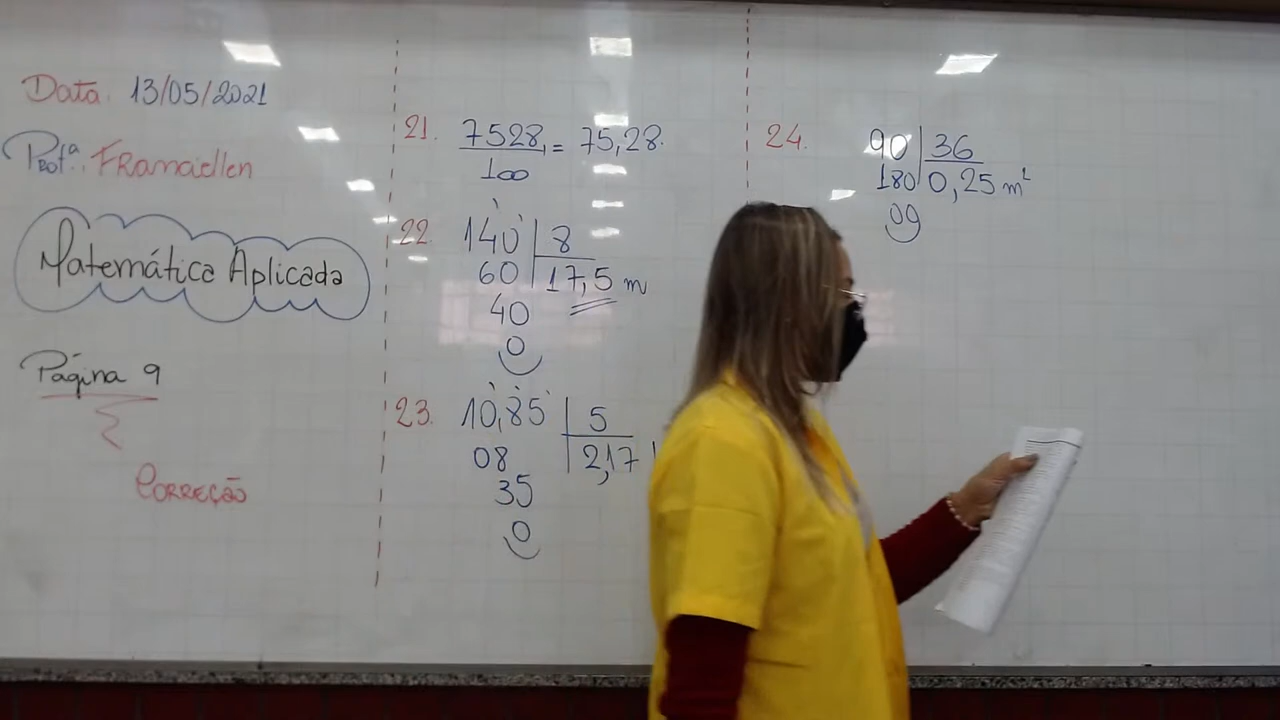 Data. 13/05/2021
Profª.: Franciellen
Matemática Aplicada
Página 9
Correção
21. 7528 = 75,28.
100
22. 140 8
60 17,5 m
40
0
23. 10,85 5
08 2,17
35
0
24. 90 36
180 0,25 m²
09